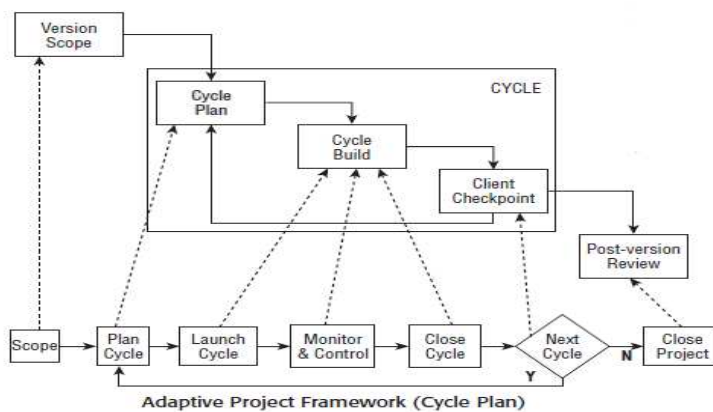 Version
Scope
CYCLE
Cycle
Plan
Cycle
Build
Client
Checkpoint
Post-version
Review
Scope
Plan
Cycle
Launch
Cycle
Monitor
& Control
Close
Cycle
Next
Cycle
N
Close
Project
Y
Adaptive Project Framework (Cycle Plan)